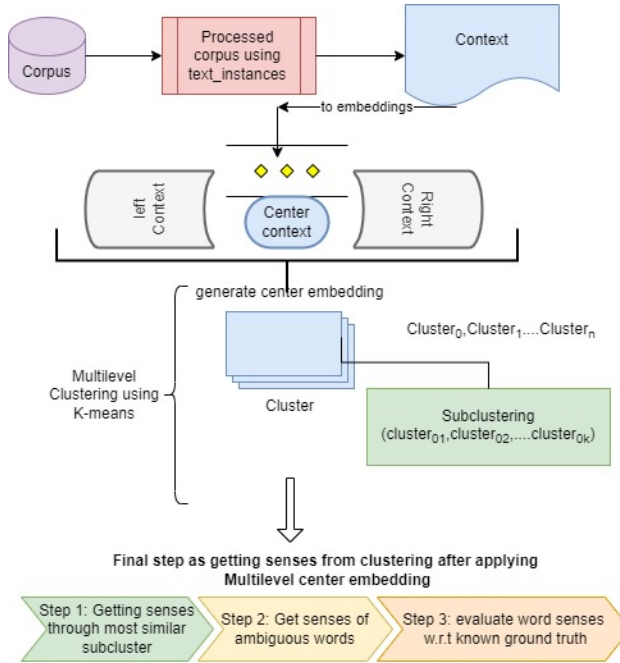 Corpus
Processed
corpus using
text_instances
Context
to embeddings
left
Context
Center
context
Right
Context
generate center embedding
Multilevel
Clustering using
K-means
Cluster
Cluster₀,Cluster₁....Clusterₙ
Subclustering
(cluster₀₁,cluster₀₂,....cluster₀ₖ)
Final step as getting senses from clustering after applying
Multilevel center embedding
Step 1: Getting senses
through most similar
subcluster
Step 2: Get senses of
ambiguous words
Step 3: evaluate word senses
w.r.t known ground truth